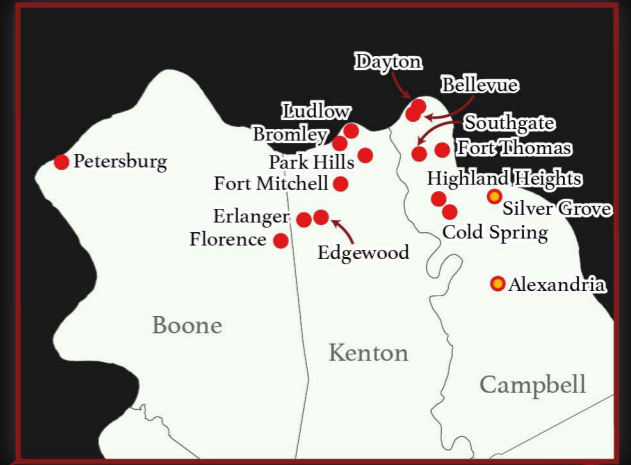 Dayton
Bellevue
Ludlow
Southgate
Bromley
Fort Thomas
Park Hills
Petersburg
Highland Heights
Fort Mitchell
Silver Grove
Erlanger
Cold Spring
Florence
Edgewood
Alexandria
Boone
Kenton
Campbell